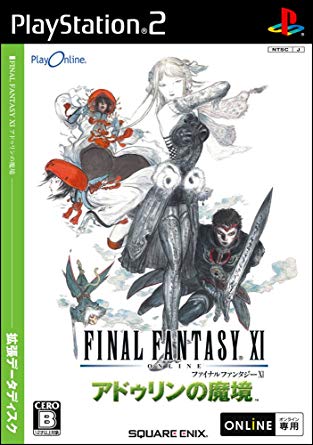 PlayStation®2
PlayOnline
NTSC J
FINAL FANTASY XI アドゥリンの魔境
FINAL FANTASY® XI
ONLINE
ファイナルファンタジーXI
アドゥリンの魔境™
拡張データディスク
CERO
B
SQUARE ENIX.
ONLINE
オンライン
専用